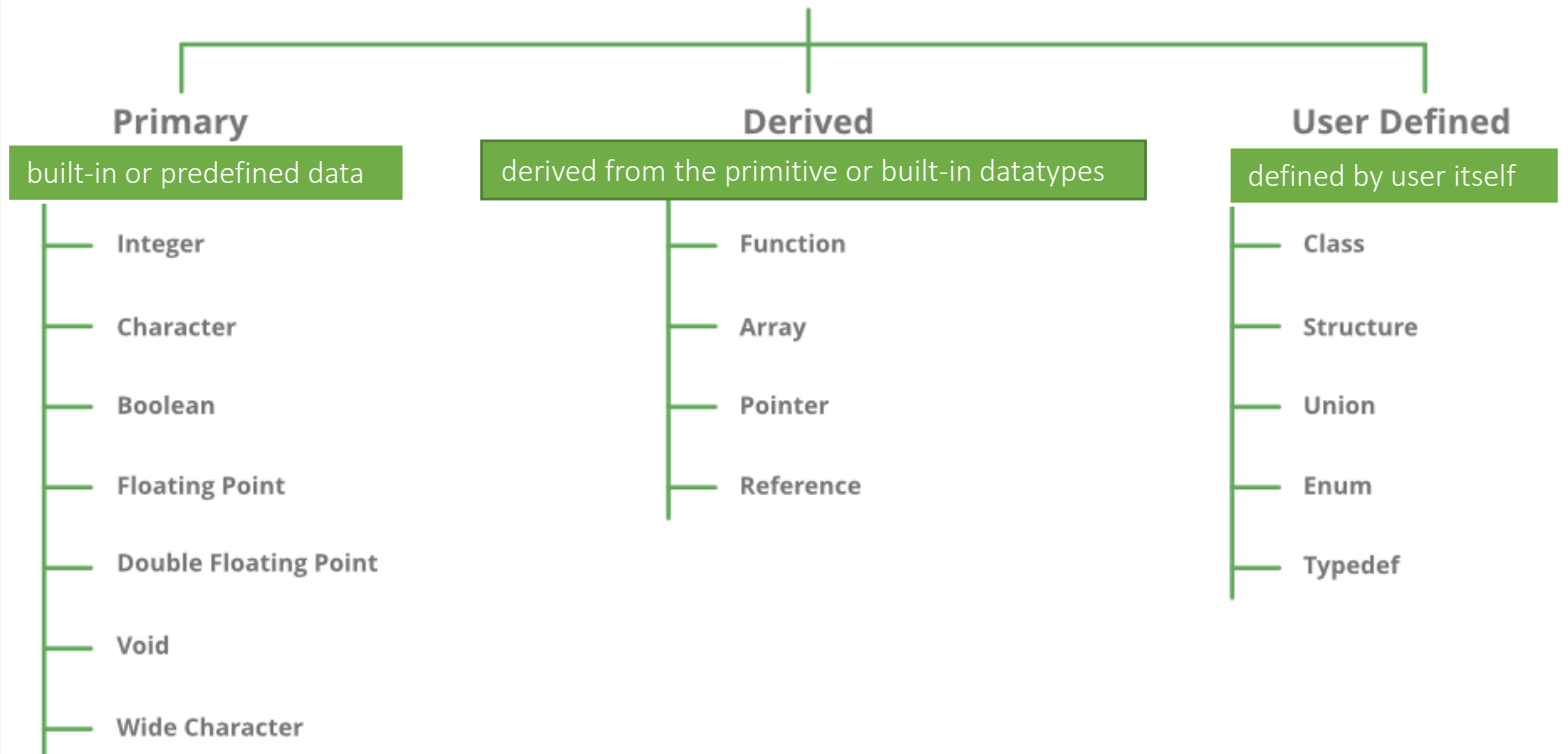 Primary
built-in or predefined data
Integer
Character
Boolean
Floating Point
Double Floating Point
Void
Wide Character
Derived
derived from the primitive or built-in datatypes
Function
Array
Pointer
Reference
User Defined
defined by user itself
Class
Structure
Union
Enum
Typedef